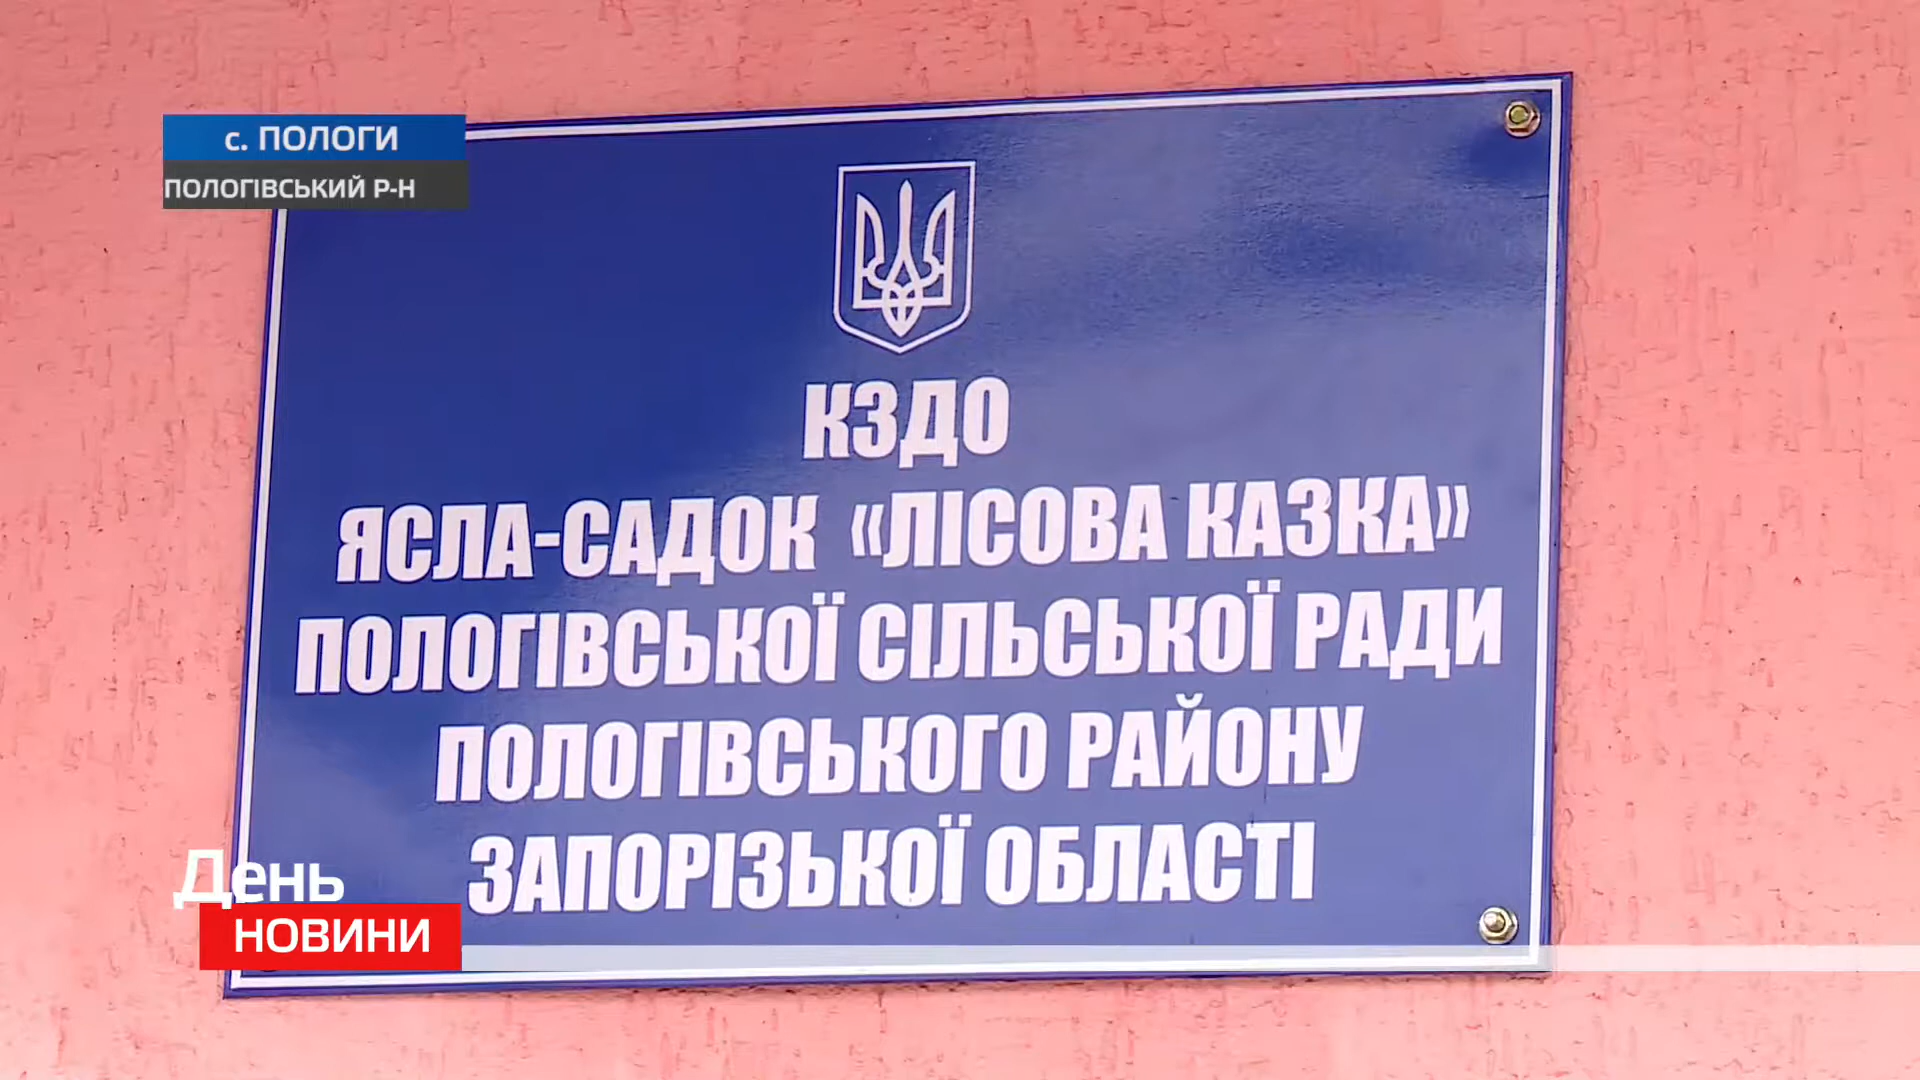 с. ПОЛОГИ
ПОЛОГІВСЬКИЙ Р-Н
КЗДО
ЯСЛА-САДОК «ЛІСОВА КАЗКА»
ПОЛОГІВСЬКОЇ СІЛЬСЬКОЇ РАДИ
ПОЛОГІВСЬКОГО РАЙОНУ
ЗАПОРІЗЬКОЇ ОБЛАСТІ
День
НОВИНИ